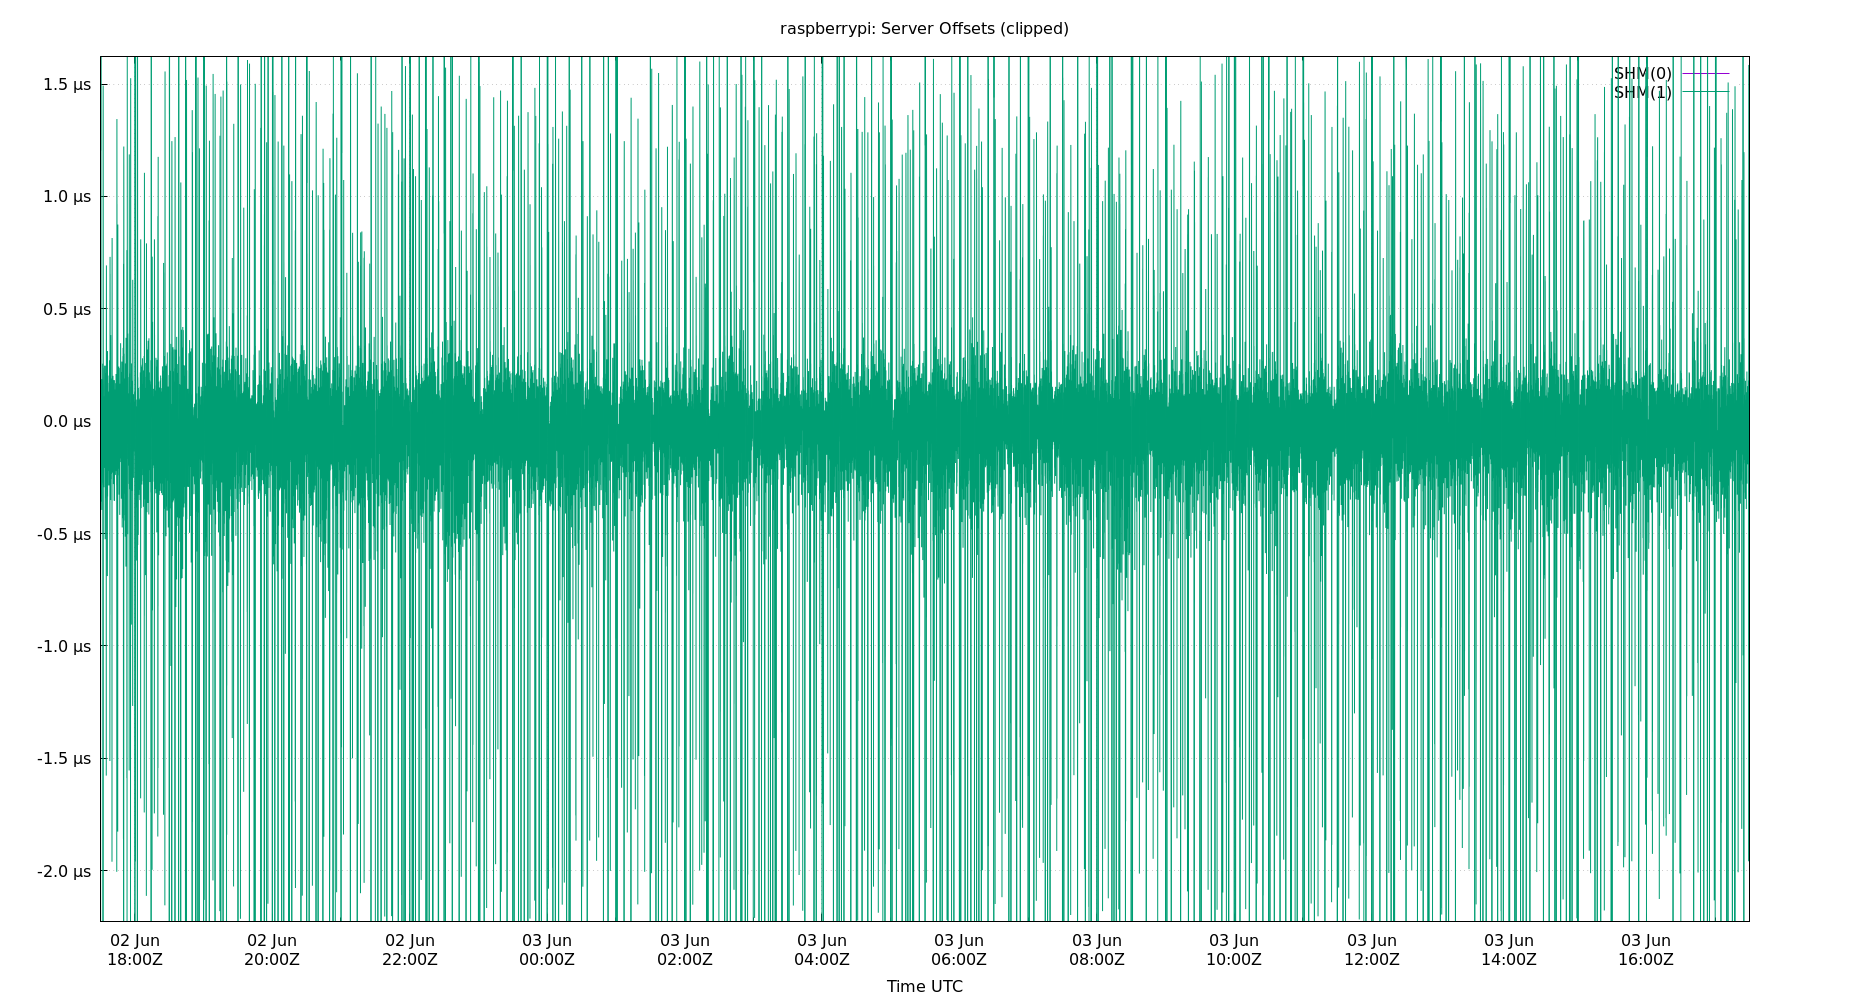 raspberrypi: Server Offsets (clipped)
SHM(0)
SHM(1)
1.5 µs
1.0 µs
0.5 µs
0.0 µs
-0.5 µs
-1.0 µs
-1.5 µs
-2.0 µs
02 Jun 02 Jun 02 Jun 03 Jun 03 Jun 03 Jun 03 Jun 03 Jun 03 Jun 03 Jun 03 Jun 03 Jun
18:00Z 20:00Z 22:00Z 00:00Z 02:00Z 04:00Z 06:00Z 08:00Z 10:00Z 12:00Z 14:00Z 16:00Z
Time UTC